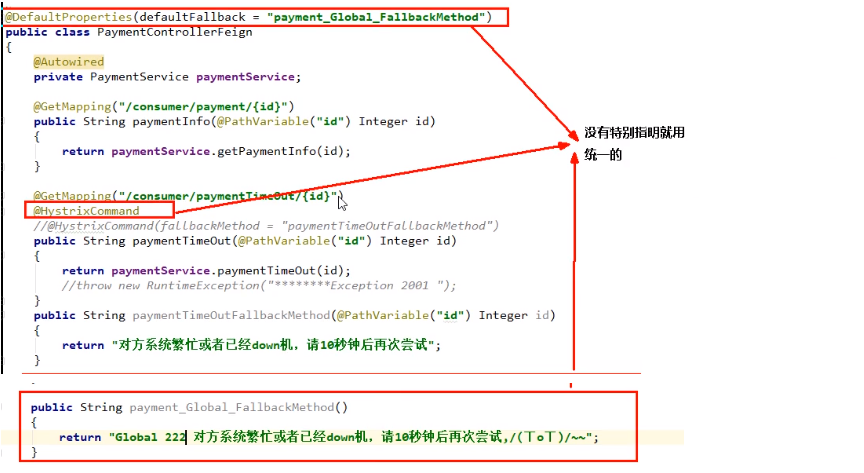 @DefaultProperties(defaultFallback = "payment_Global_FallbackMethod")
public class PaymentControllerFeign
{
@Autowired
private PaymentService paymentService;
@GetMapping("/consumer/payment/{id}")
public String paymentInfo(@PathVariable("id") Integer id)
{
return paymentService.getPaymentInfo(id);
}
@GetMapping("/consumer/paymentTimeOut/{id}")
@HystrixCommand
//@HystrixCommand(fallbackMethod = "paymentTimeOutFallbackMethod")
public String paymentTimeOut(@PathVariable("id") Integer id)
{
return paymentService.paymentTimeOut(id);
//throw new RuntimeException("********Exception 2001 ");
}
public String paymentTimeOutFallbackMethod(@PathVariable("id") Integer id)
{
return "对方系统繁忙或者已经down机，请10秒钟后再次尝试";
}
没有特别指明就用
统一的
public String payment_Global_FallbackMethod()
{
return "Global 222 对方系统繁忙或者已经down机，请10秒钟后再次尝试,/(ㄒoㄒ)/~~";
}